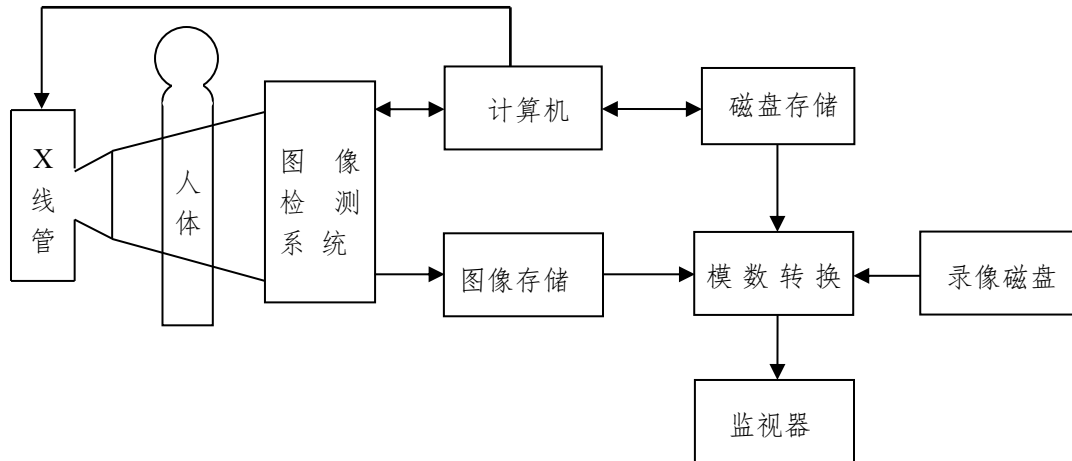 X
线
管
人
体
图 像
检 测
系 统
计算机
磁盘存储
图像存储
模 数 转 换
录像磁盘
监视器